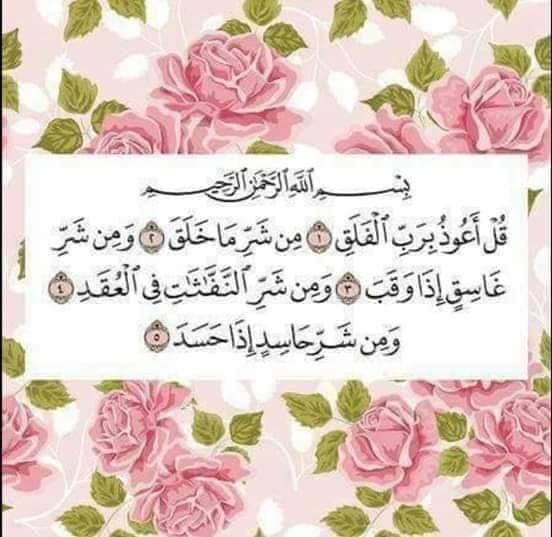 بِسْمِ ٱللَّهِ ٱلرَّحْمَٰنِ ٱلرَّحِيمِ
قُلْ أَعُوذُ بِرَبِّ ٱلْفَلَقِ ١ مِن شَرِّ مَا خَلَقَ ٢ وَمِن شَرِّ
غَاسِقٍ إِذَا وَقَبَ ٣ وَمِن شَرِّ ٱلنَّفَّٰثَٰتِ فِى ٱلْعُقَدِ ٤
وَمِن شَرِّ حَاسِدٍ إِذَا حَسَدَ ٥